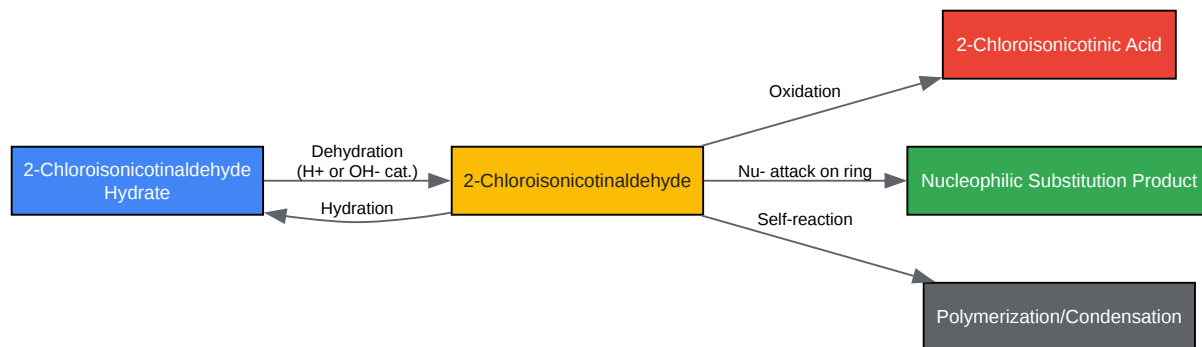 2-Chloroisonicotinic Acid
Oxidation
2-Chloroisonicotinaldehyde
Hydrate
Dehydration
(H+ or OH- cat.)
Hydration
2-Chloroisonicotinaldehyde
Nu- attack on ring
Nucleophilic Substitution Product
Self-reaction
Polymerization/Condensation